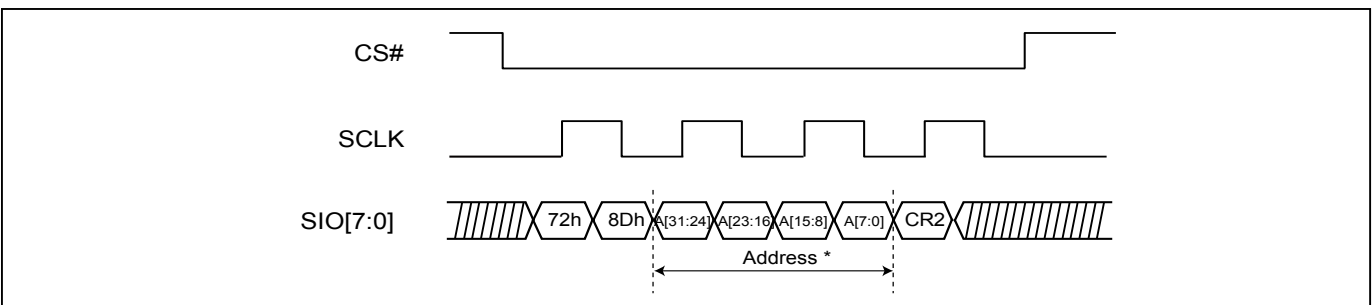 CS#
SCLK
SIO[7:0] 72h 8Dh A[31:24] A[23:16] A[15:8] A[7:0] CR2
Address *